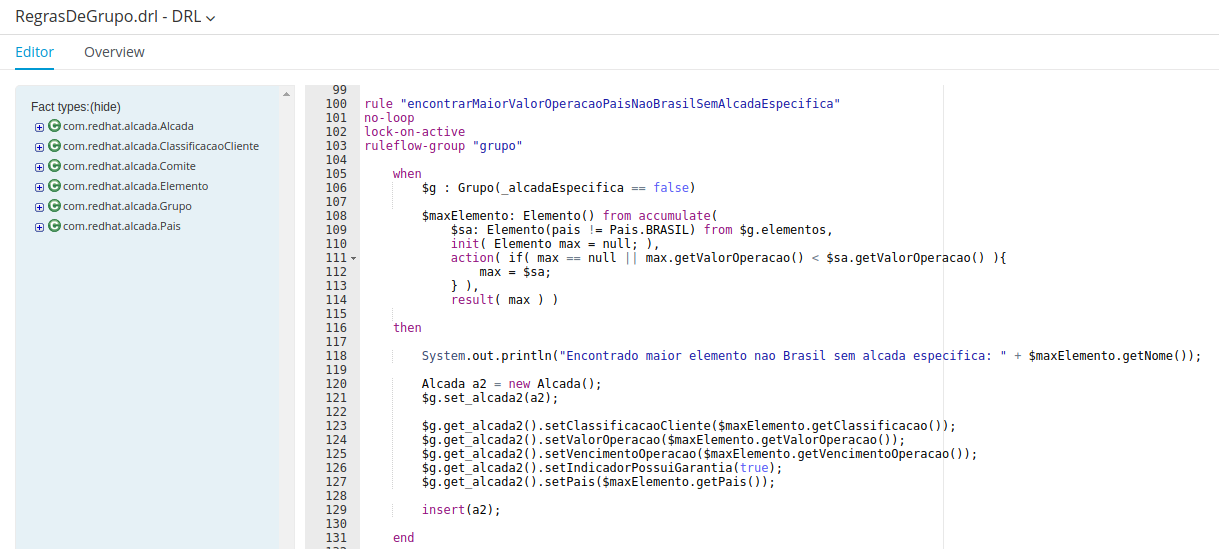 RegrasDeGrupo.drl - DRL
Editor Overview
Fact types:(hide)
com.redhat.alcada.Alcada
com.redhat.alcada.ClassificacaoCliente
com.redhat.alcada.Comite
com.redhat.alcada.Elemento
com.redhat.alcada.Grupo
com.redhat.alcada.Pais
99
100 rule "encontrarMaiorValorOperacaoPaisNaoBrasilSemAlcadaEspecifica"
101 no-loop
102 lock-on-active
103 ruleflow-group "grupo"
104
105 when
106 $g : Grupo(_alcadaEspecifica == false)
107
108 $maxElemento: Elemento() from accumulate(
109 $sa: Elemento(pais != Pais.BRASIL) from $g.elementos,
110 init( Elemento max = null; ),
111 action( if( max == null || max.getValorOperacao() < $sa.getValorOperacao() ){
112 max = $sa;
113 } ),
114 result( max ) )
115
116 then
117
118 System.out.println("Encontrado maior elemento nao Brasil sem alcada especifica: " + $maxElemento.getNome());
119
120 Alcada a2 = new Alcada();
121 $g.set_alcada2(a2);
122
123 $g.get_alcada2().setClassificacaoCliente($maxElemento.getClassificacao());
124 $g.get_alcada2().setValorOperacao($maxElemento.getValorOperacao());
125 $g.get_alcada2().setVencimentoOperacao($maxElemento.getVencimentoOperacao());
126 $g.get_alcada2().setIndicadorPossuiGarantia(true);
127 $g.get_alcada2().setPais($maxElemento.getPais());
128
129 insert(a2);
130
131 end